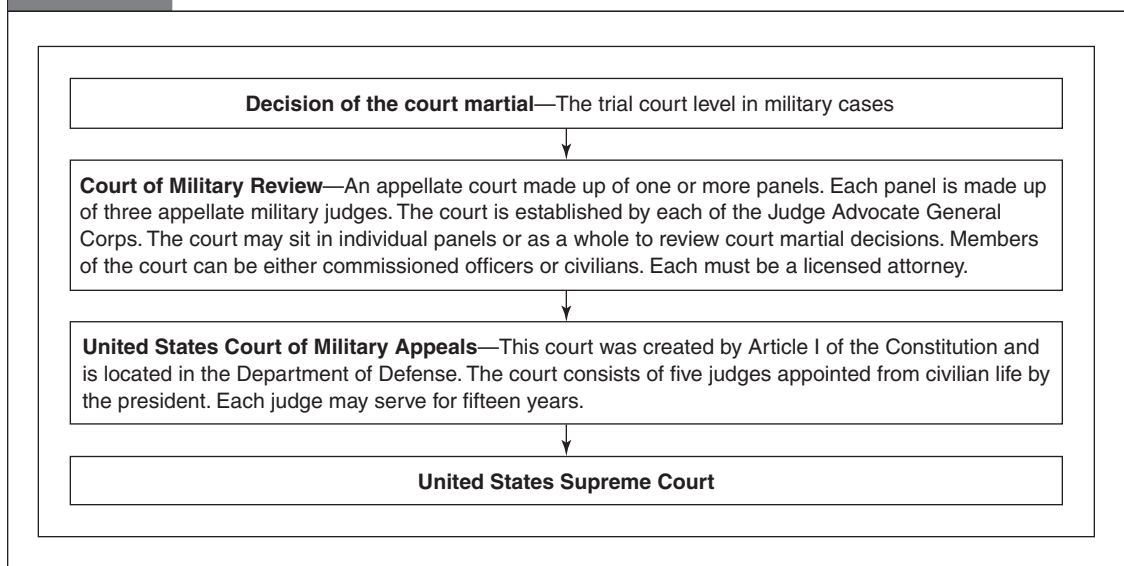 Decision of the court martial—The trial court level in military cases
Court of Military Review—An appellate court made up of one or more panels. Each panel is made up
of three appellate military judges. The court is established by each of the Judge Advocate General
Corps. The court may sit in individual panels or as a whole to review court martial decisions. Members
of the court can be either commissioned officers or civilians. Each must be a licensed attorney.
United States Court of Military Appeals—This court was created by Article I of the Constitution and
is located in the Department of Defense. The court consists of five judges appointed from civilian life by
the president. Each judge may serve for fifteen years.
United States Supreme Court